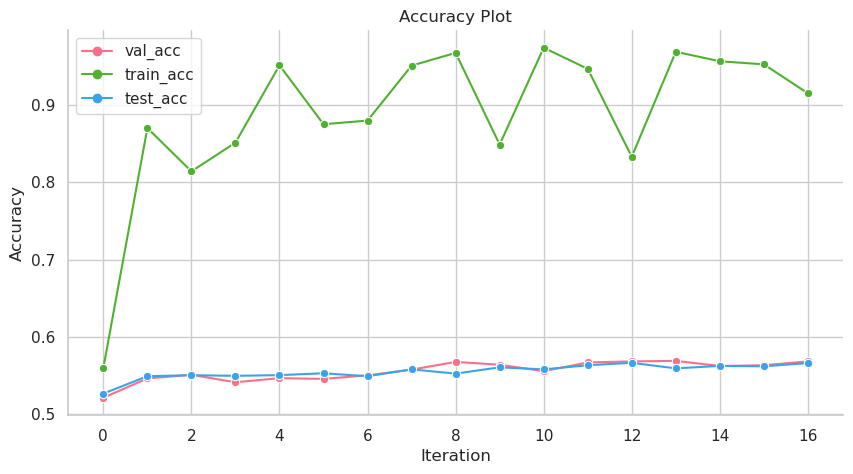 Accuracy Plot
val_acc
train_acc
test_acc
Accuracy
0.9
0.8
0.7
0.6
0.5
0 2 4 6 8 10 12 14 16
Iteration